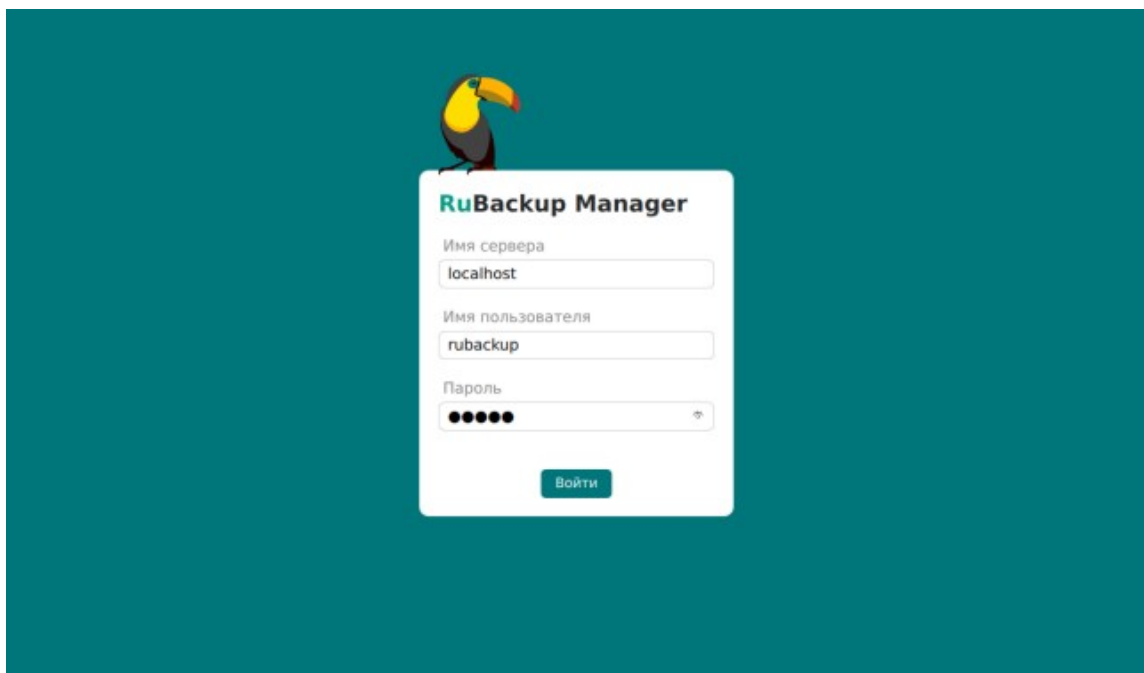 RuBackup Manager
Имя сервера
localhost
Имя пользователя
rubackup
Пароль
●●●●●
Войти